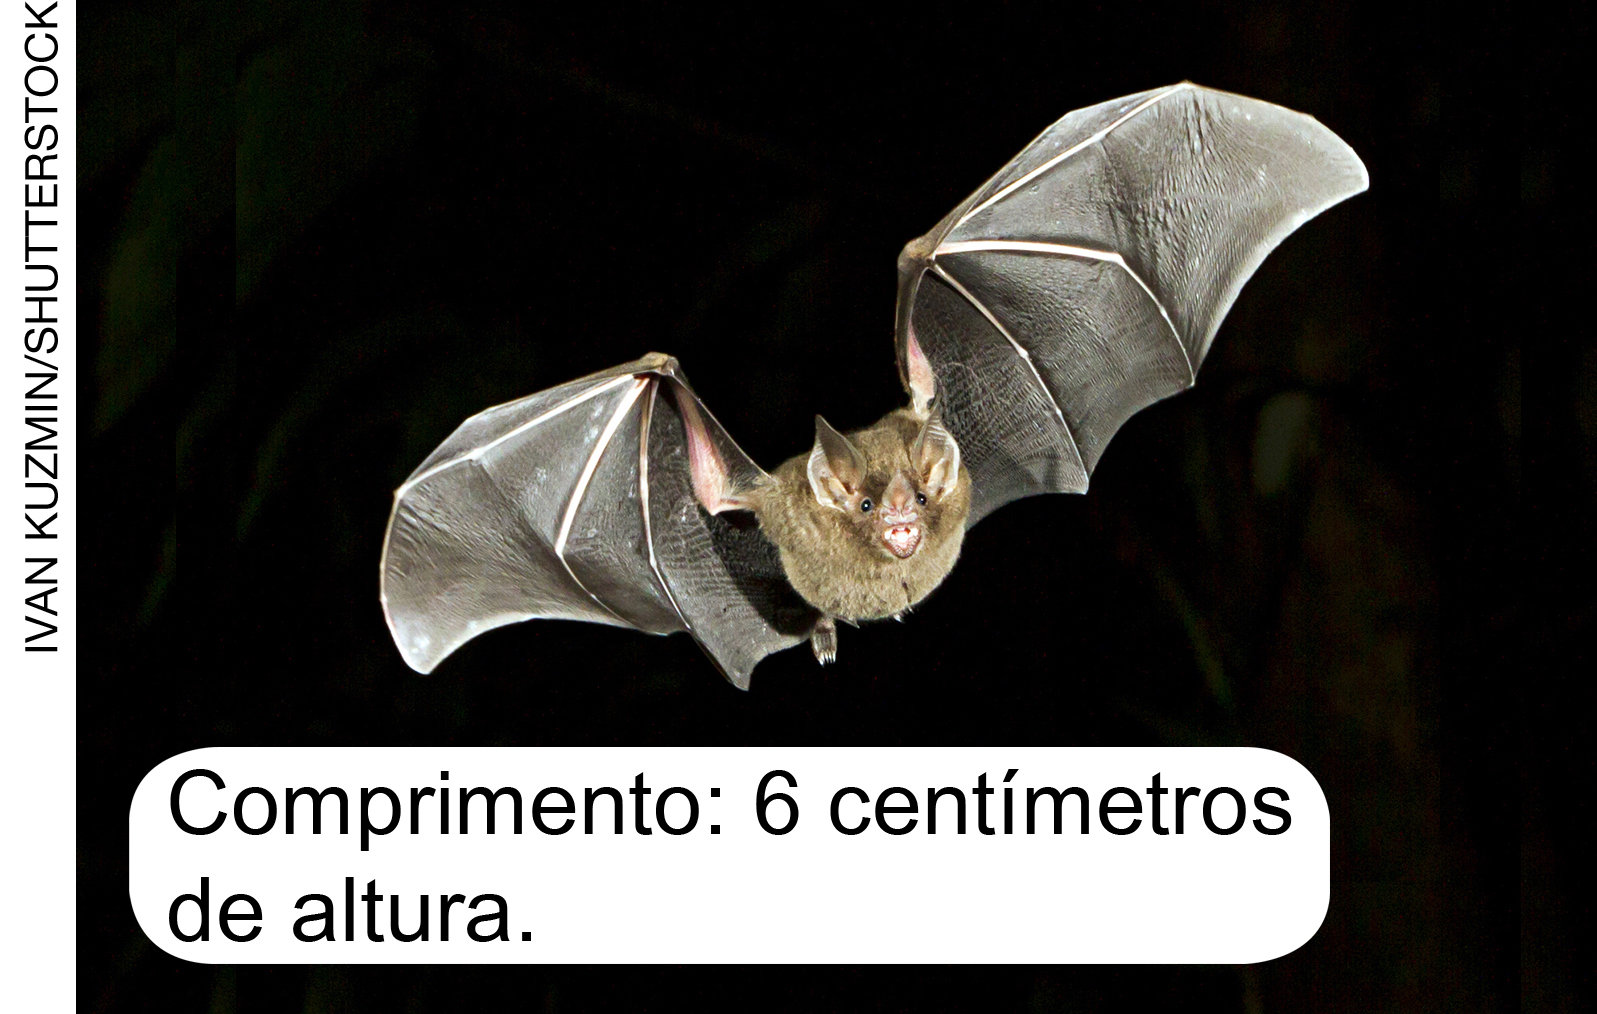 IVAN KUZMIN/SHUTTERSTOCK
Comprimento: 6 centímetros
de altura.